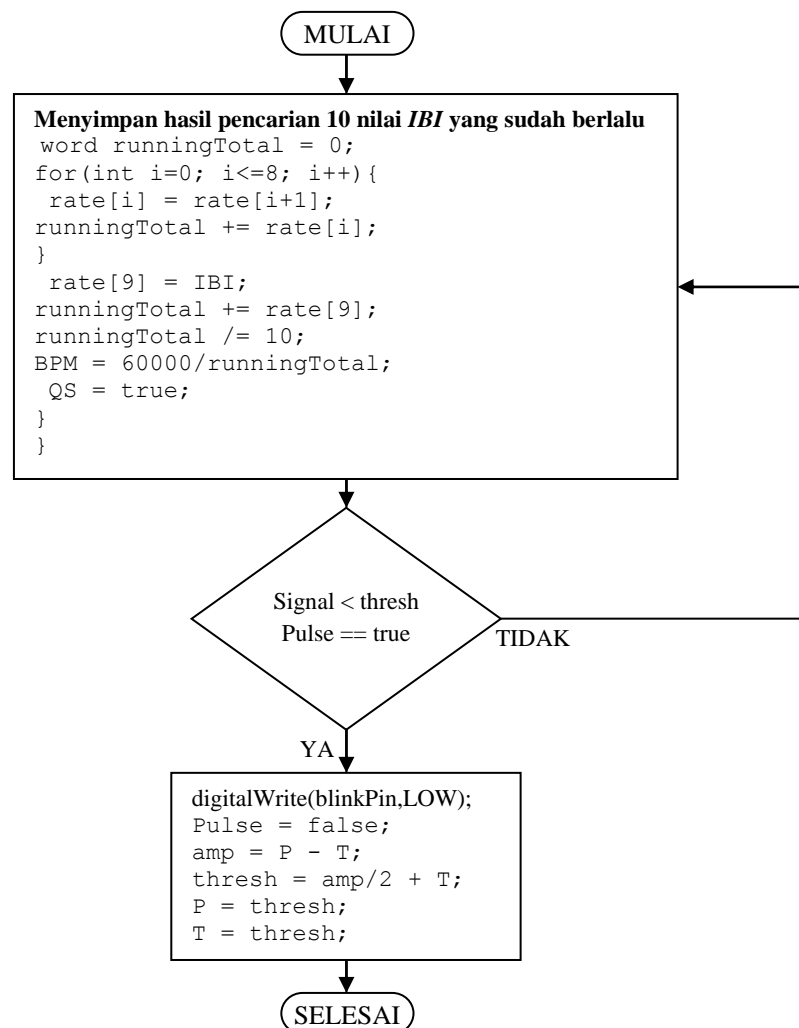 MULAI
Menyimpan hasil pencarian 10 nilai IBI yang sudah berlalu
word runningTotal = 0;
for(int i=0; i<=8; i++){
rate[i] = rate[i+1];
runningTotal += rate[i];
}
rate[9] = IBI;
runningTotal += rate[9];
runningTotal /= 10;
BPM = 60000/runningTotal;
QS = true;
}
}
Signal < thresh
Pulse == true
TIDAK
YA
digitalWrite(blinkPin,LOW);
Pulse = false;
amp = P - T;
thresh = amp/2 + T;
P = thresh;
T = thresh;
SELESAI